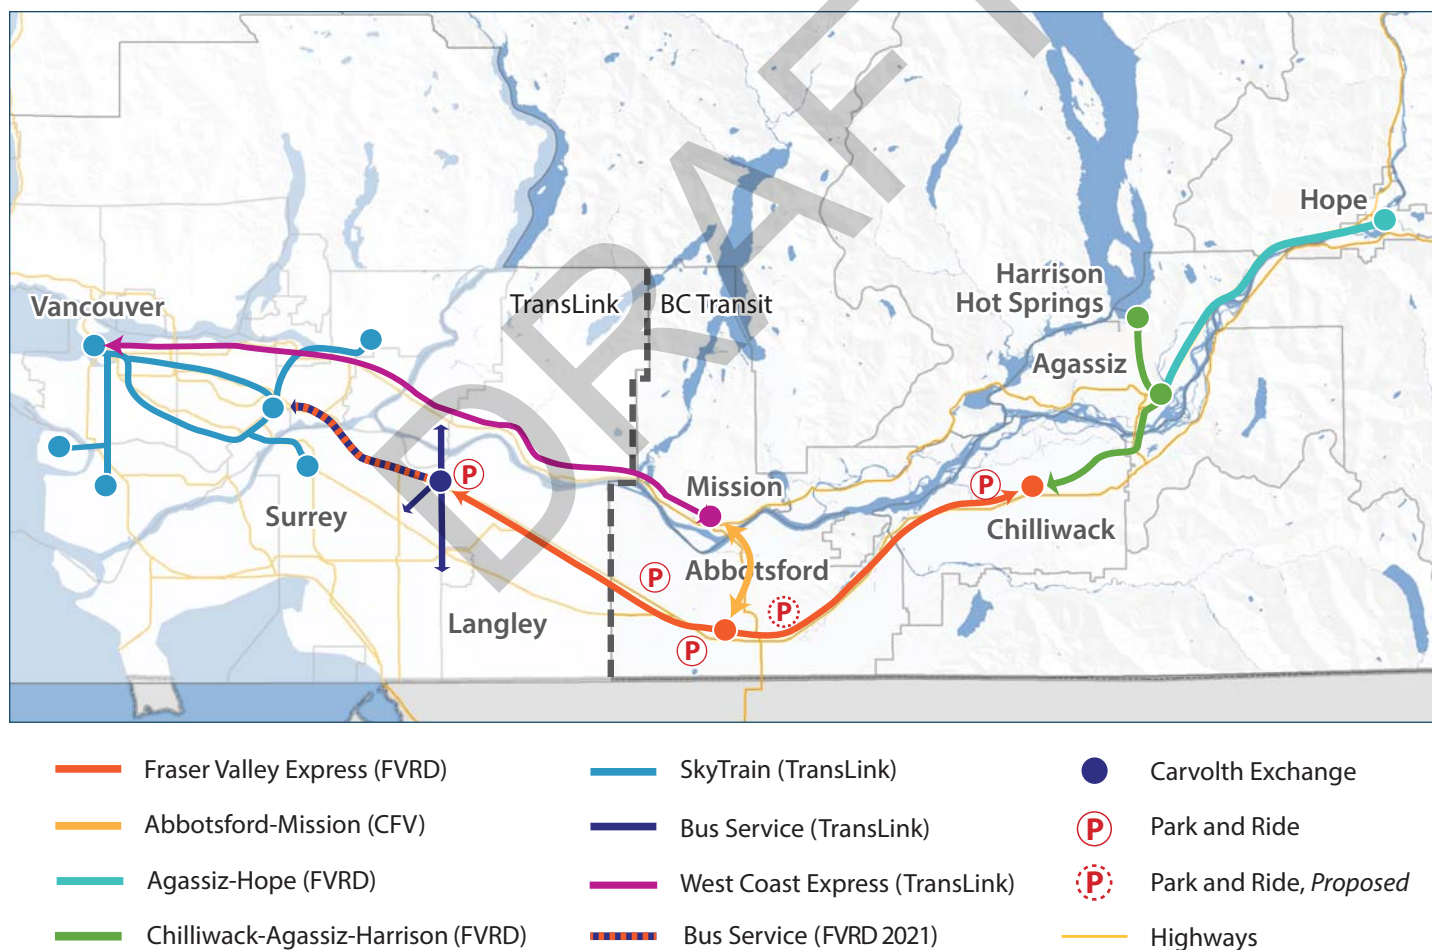 DRAFT
Hope
Harrison
Hot Springs
Vancouver
TransLink
BC Transit
Agassiz
P
Mission
P
Surrey
Chilliwack
P
Abbotsford
P
Langley
P
Fraser Valley Express (FVRD)
SkyTrain (TransLink)
Carvolth Exchange
Abbotsford-Mission (CFV)
Bus Service (TransLink)
P
Park and Ride
Agassiz-Hope (FVRD)
West Coast Express (TransLink)
P
Park and Ride, Proposed
Chilliwack-Agassiz-Harrison (FVRD)
Bus Service (FVRD 2021)
Highways